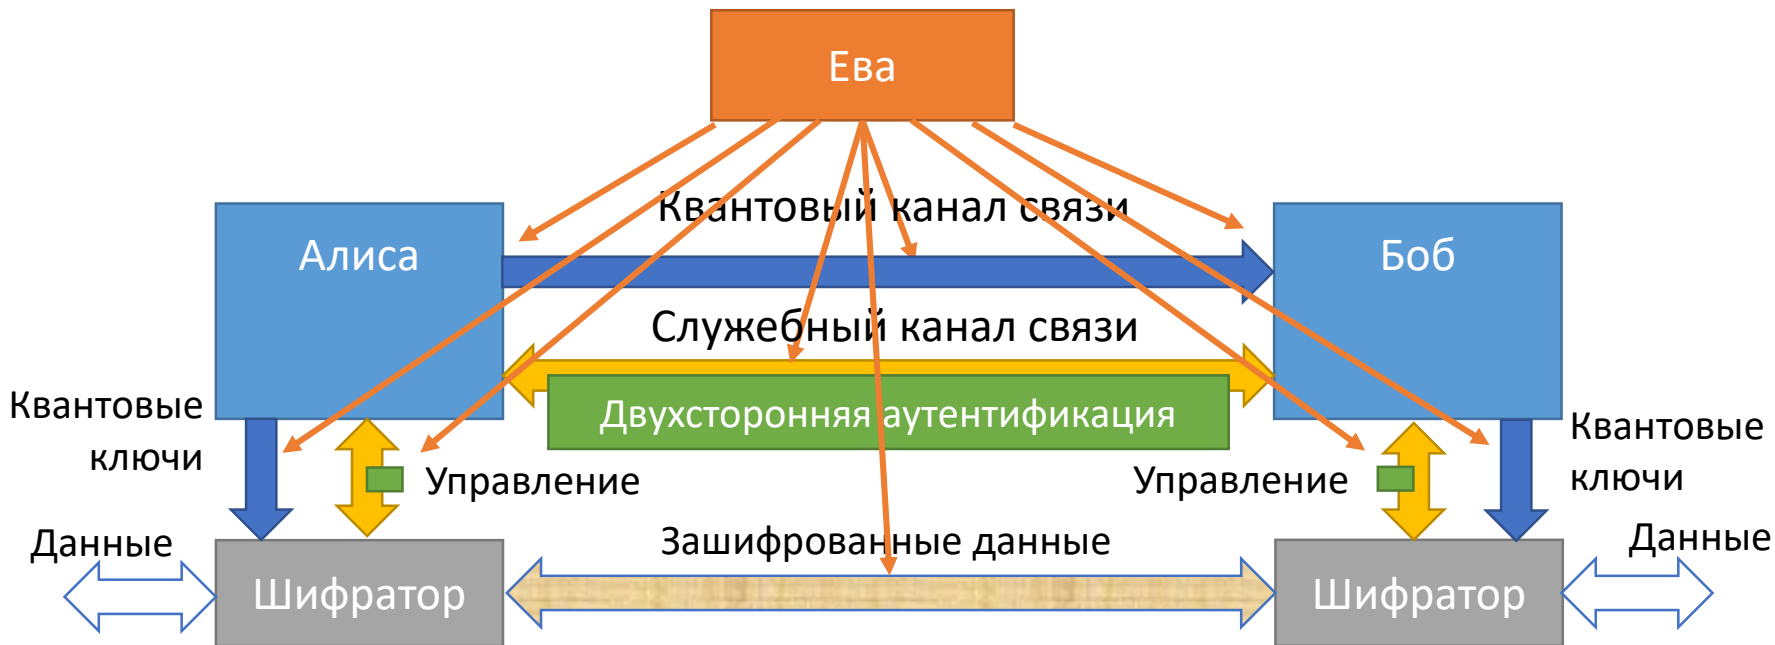 Ева
Квантовый канал связи
Алиса
Боб
Служебный канал связи
Двухсторонняя аутентификация
Квантовые
ключи
Управление
Управление
Квантовые
ключи
Данные
Зашифрованные данные
Данные
Шифратор
Шифратор